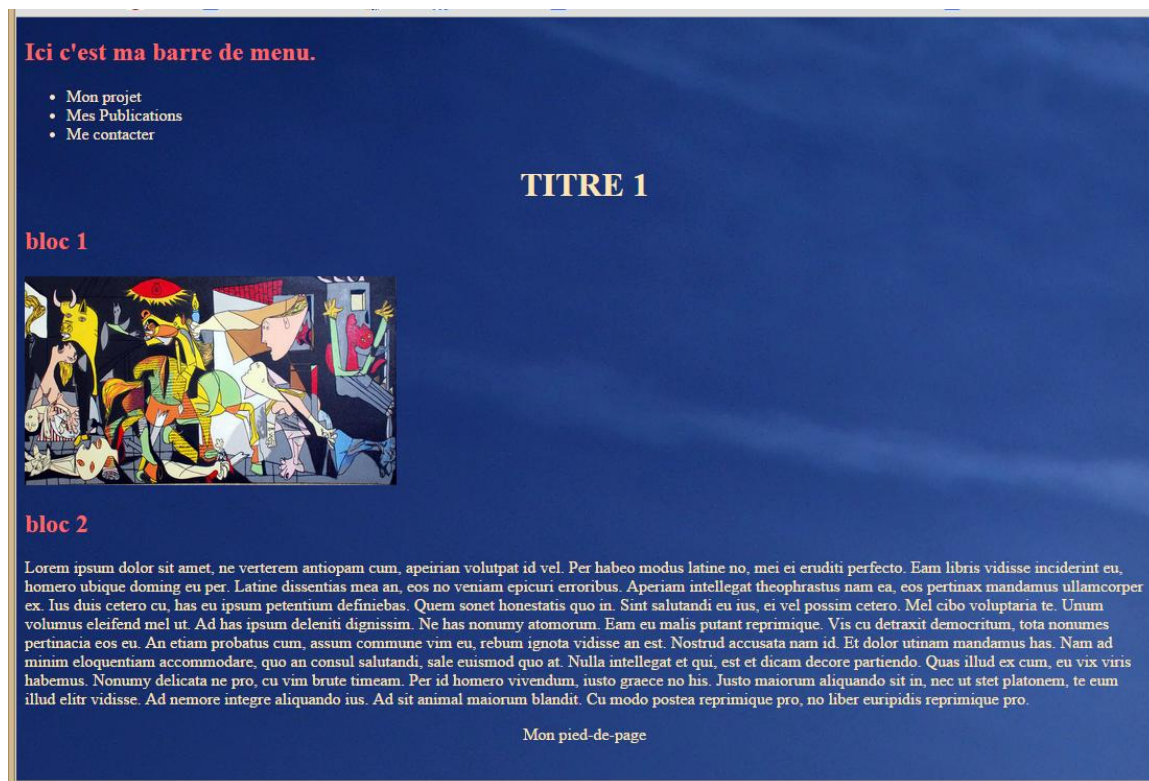 Ici c'est ma barre de menu.
Mon projet
Mes Publications
Me contacter
TITRE 1
bloc 1
bloc 2
Lorem ipsum dolor sit amet, ne verterem antiopam cum, apeirian volutpat id vel. Per habeo modus latine no, mei ei eruditi perfecto. Eam libris vidisse inciderint eu,
homero ubique doming eu per. Latine dissentias mea an, eos no veniam epicuri erroribus. Aperiam intellegat theophrastus nam ea, eos pertinax mandamus ullamcorper
ex. Ius duis cetero cu, has eu ipsum petentium definiebas. Quem sonet honestatis quo in. Sint salutandi eu ius, ei vel possim cetero. Mel cibo voluptaria te. Unum
volumus eleifend mel ut. Ad has ipsum deleniti dignissim. Ne has nonumy atomorum. Eam eu malis putant reprimique. Vis cu detraxit democritum, tota nonumes
pertinacia eos eu. An etiam probatus cum, assum commune vim eu, rebum ignota vidisse an est. Nostrud accusata nam id. Et dolor utinam mandamus has. Nam ad
minim eloquentiam accommodare, quo an consul salutandi, sale euismod quo at. Nulla intellegat et qui, est et dicam decore partiendo. Quas illud ex cum, eu vix viris
habemus. Nonumy delicata ne pro, cu vim brute timeam. Per id homero vivendum, iusto graece no his. Justo maiorum aliquando sit in, nec ut stet platonem, te eum
illud elitr vidisse. Ad nemore integre aliquando ius. Ad sit animal maiorum blandit. Cu modo postea reprimique pro, no liber euripidis reprimique pro.
Mon pied-de-page